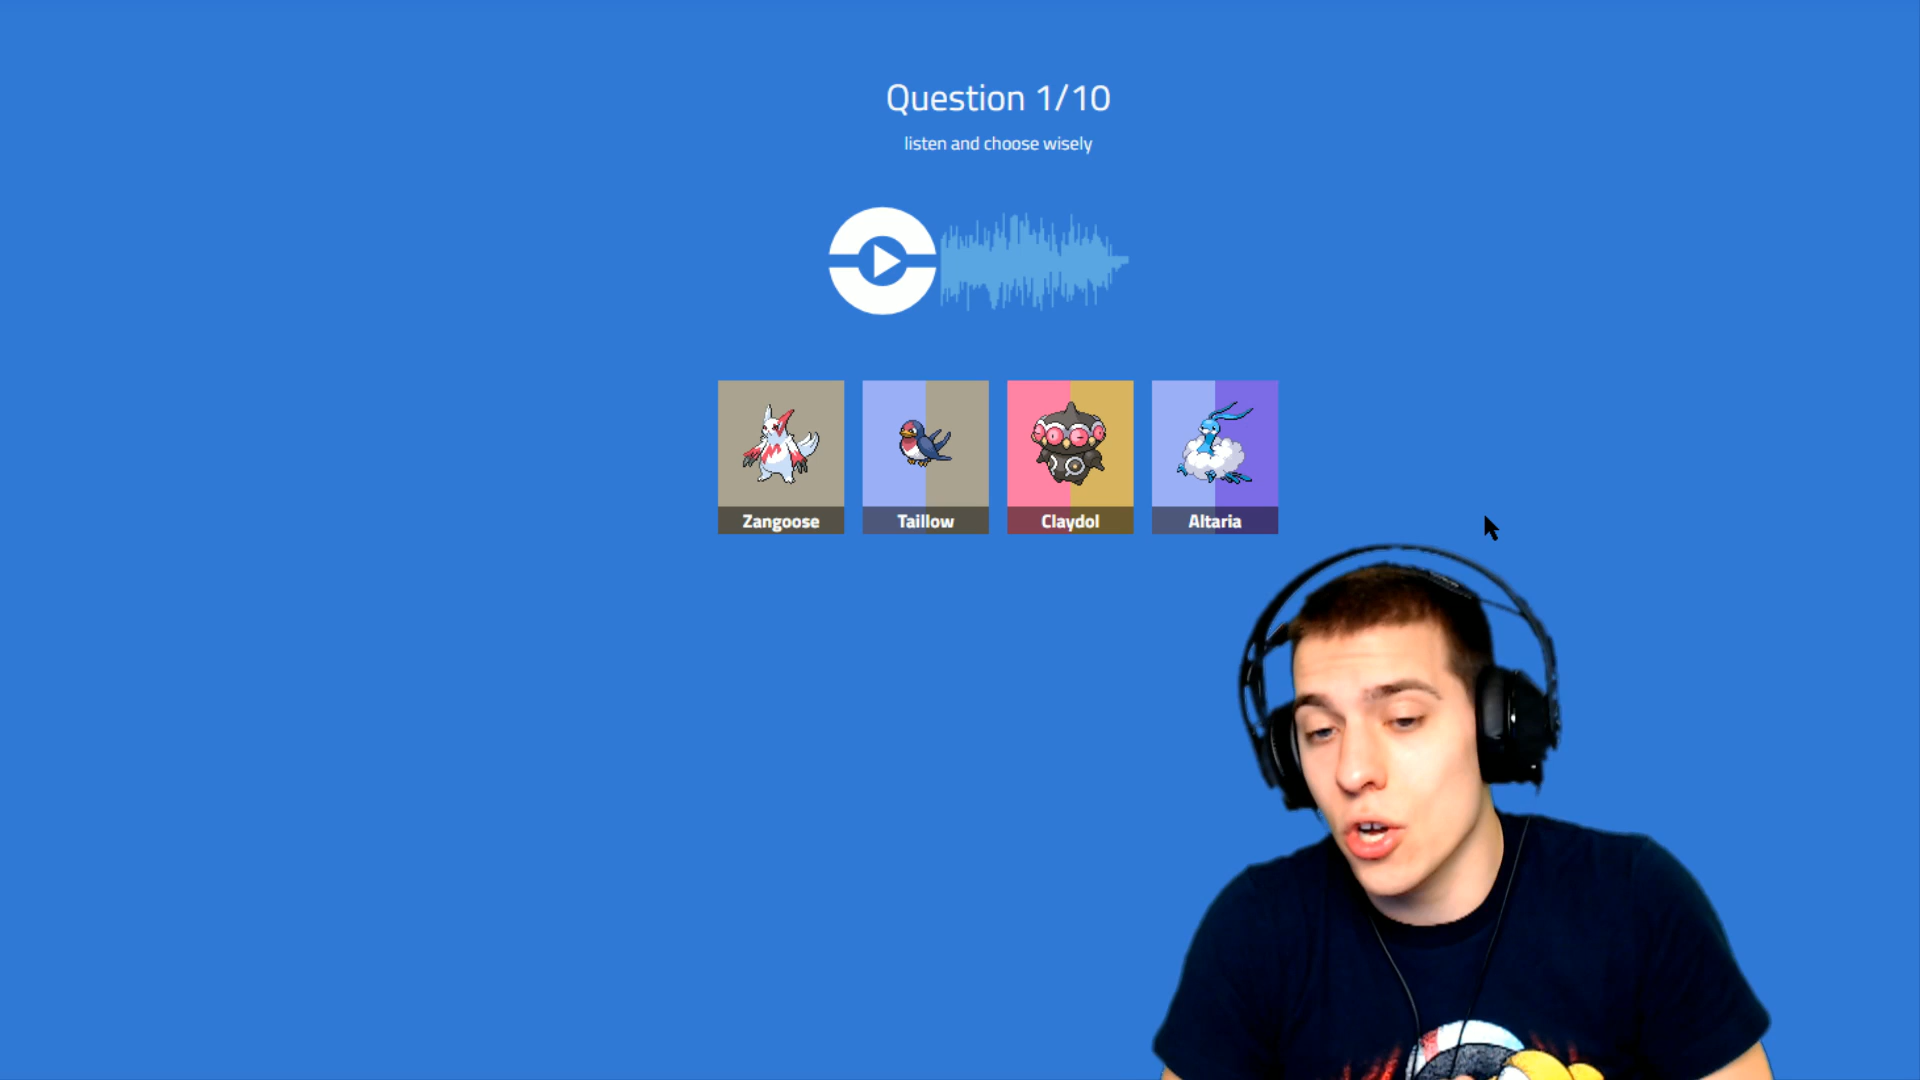 Question 1/10
listen and choose wisely
Zangoose Taillow Claydol Altaria